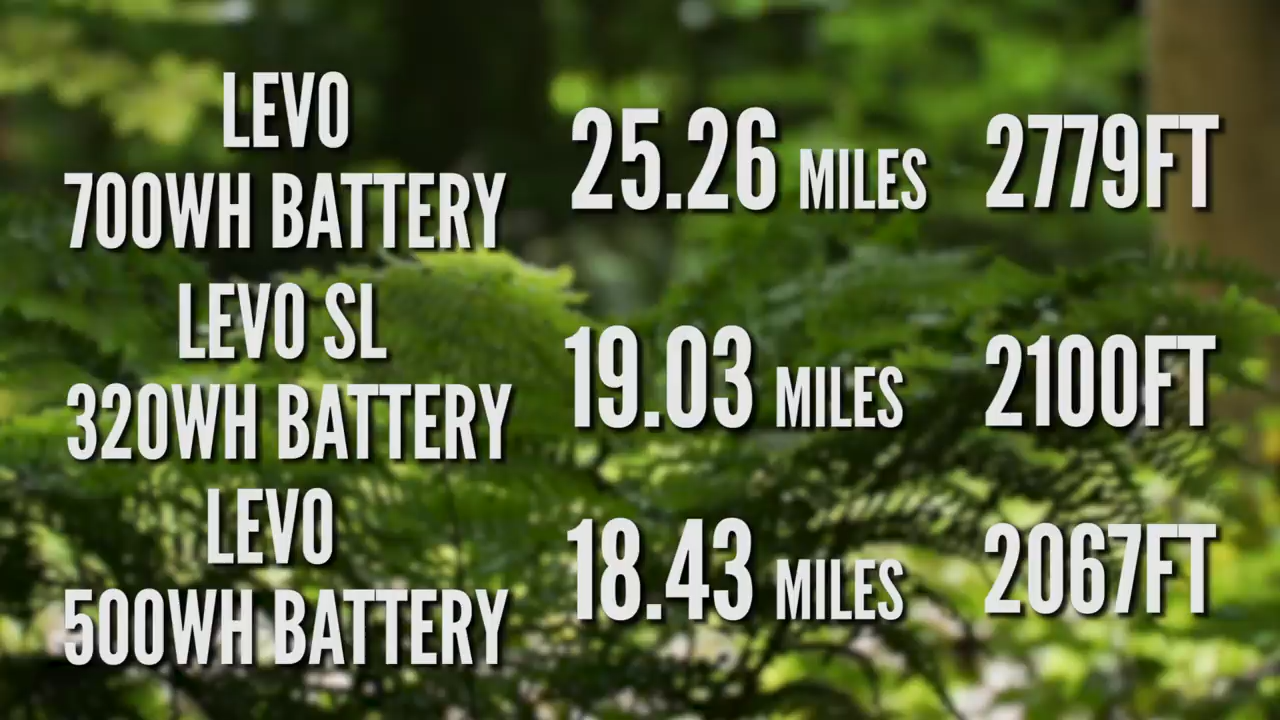 LEVO
700WH BATTERY
25.26 MILES
2779FT
LEVO SL
320WH BATTERY
19.03 MILES
2100FT
LEVO
500WH BATTERY
18.43 MILES
2067FT